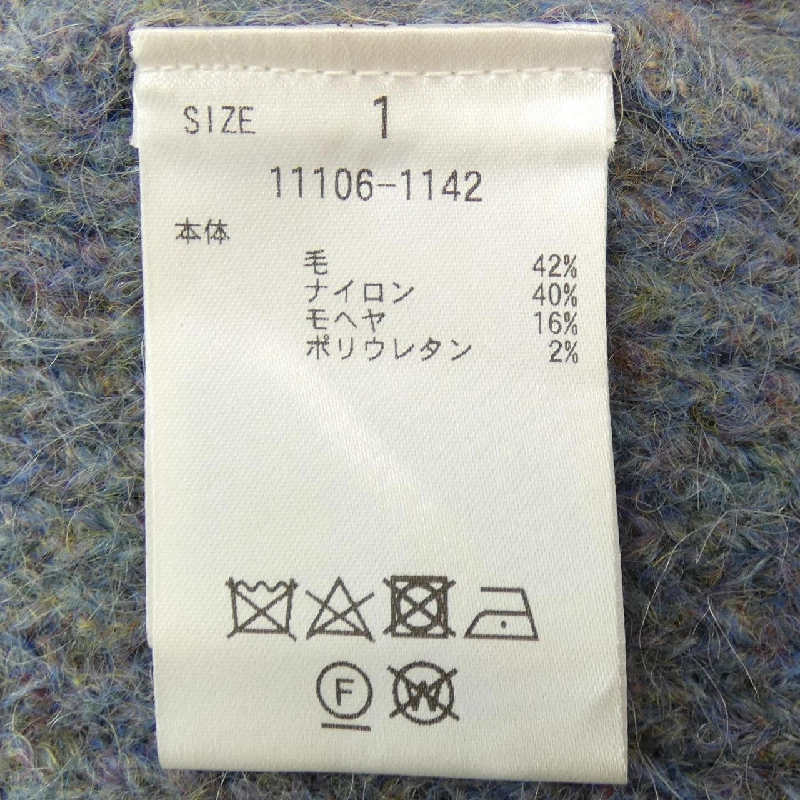 SIZE 1
11106-1142
本体
毛 42%
ナイロン 40%
モヘヤ 16%
ポリウレタン 2%
F W